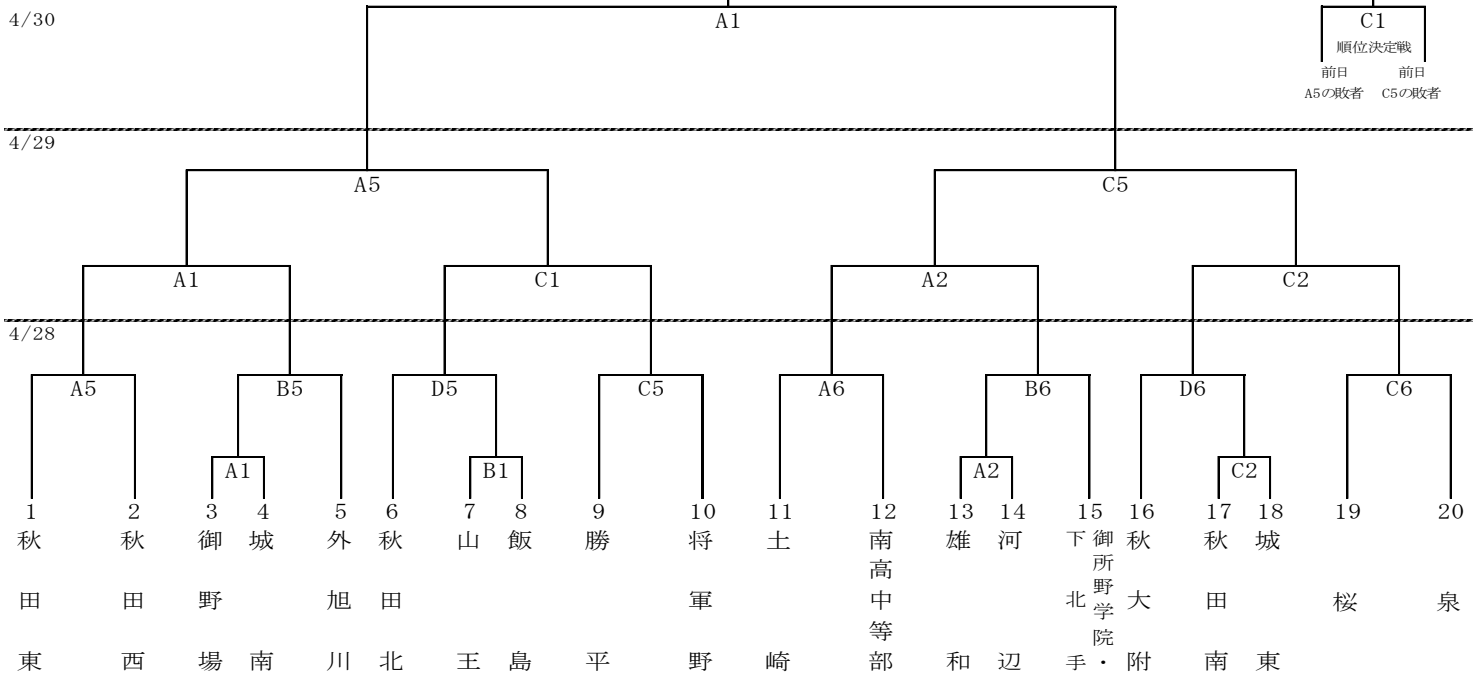 4/30
A1
C1
順位決定戦
前日 前日
A5の敗者 C5の敗者
4/29
A5 C5
A1 C1 A2 C2
4/28
A5 B5 D5 C5 A6 B6 D6 C6
A1 B1 A2 C2
1 2 3 4 5 6 7 8 9 10 11 12 13 14 15 16 17 18 19 20
秋田東
秋田西
御野場
城南
外旭川
秋田北
山王
飯島
勝平
将軍野
土崎
南高中等部
雄和
河辺
御所野学院・
下北手
秋大附
秋田南
城東
桜
泉